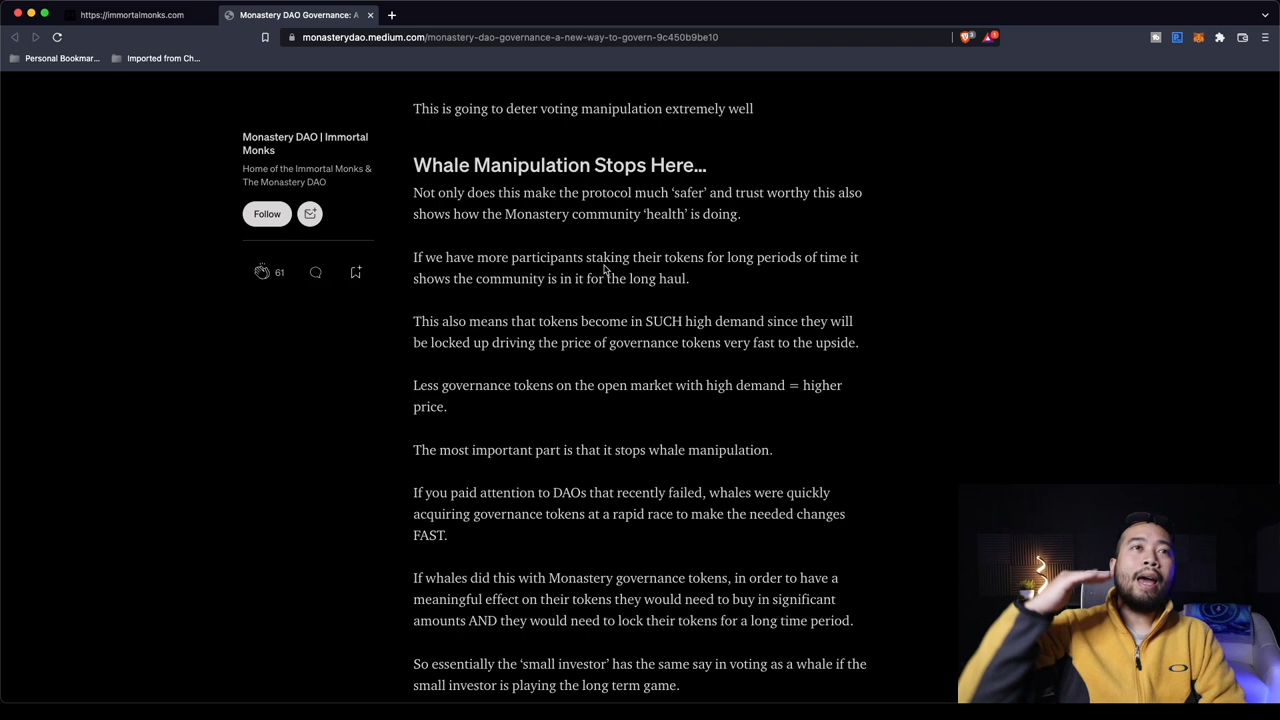 https://immortalmonks.com
Monastery DAO Governance: A
monasterydao.medium.com/monastery-dao-governance-a-new-way-to-govern-9c450b9be10
3
1
Personal Bookmar...
Imported from Ch...
This is going to deter voting manipulation extremely well
Monastery DAO | Immortal
Monks
Home of the Immortal Monks &
The Monastery DAO
Follow
61
Whale Manipulation Stops Here…
Not only does this make the protocol much ‘safer’ and trust worthy this also
shows how the Monastery community ‘health’ is doing.
If we have more participants staking their tokens for long periods of time it
shows the community is in it for the long haul.
This also means that tokens become in SUCH high demand since they will
be locked up driving the price of governance tokens very fast to the upside.
Less governance tokens on the open market with high demand = higher
price.
The most important part is that it stops whale manipulation.
If you paid attention to DAOs that recently failed, whales were quickly
acquiring governance tokens at a rapid race to make the needed changes
FAST.
If whales did this with Monastery governance tokens, in order to have a
meaningful effect on their tokens they would need to buy in significant
amounts AND they would need to lock their tokens for a long time period.
So essentially the ‘small investor’ has the same say in voting as a whale if the
small investor is playing the long term game.